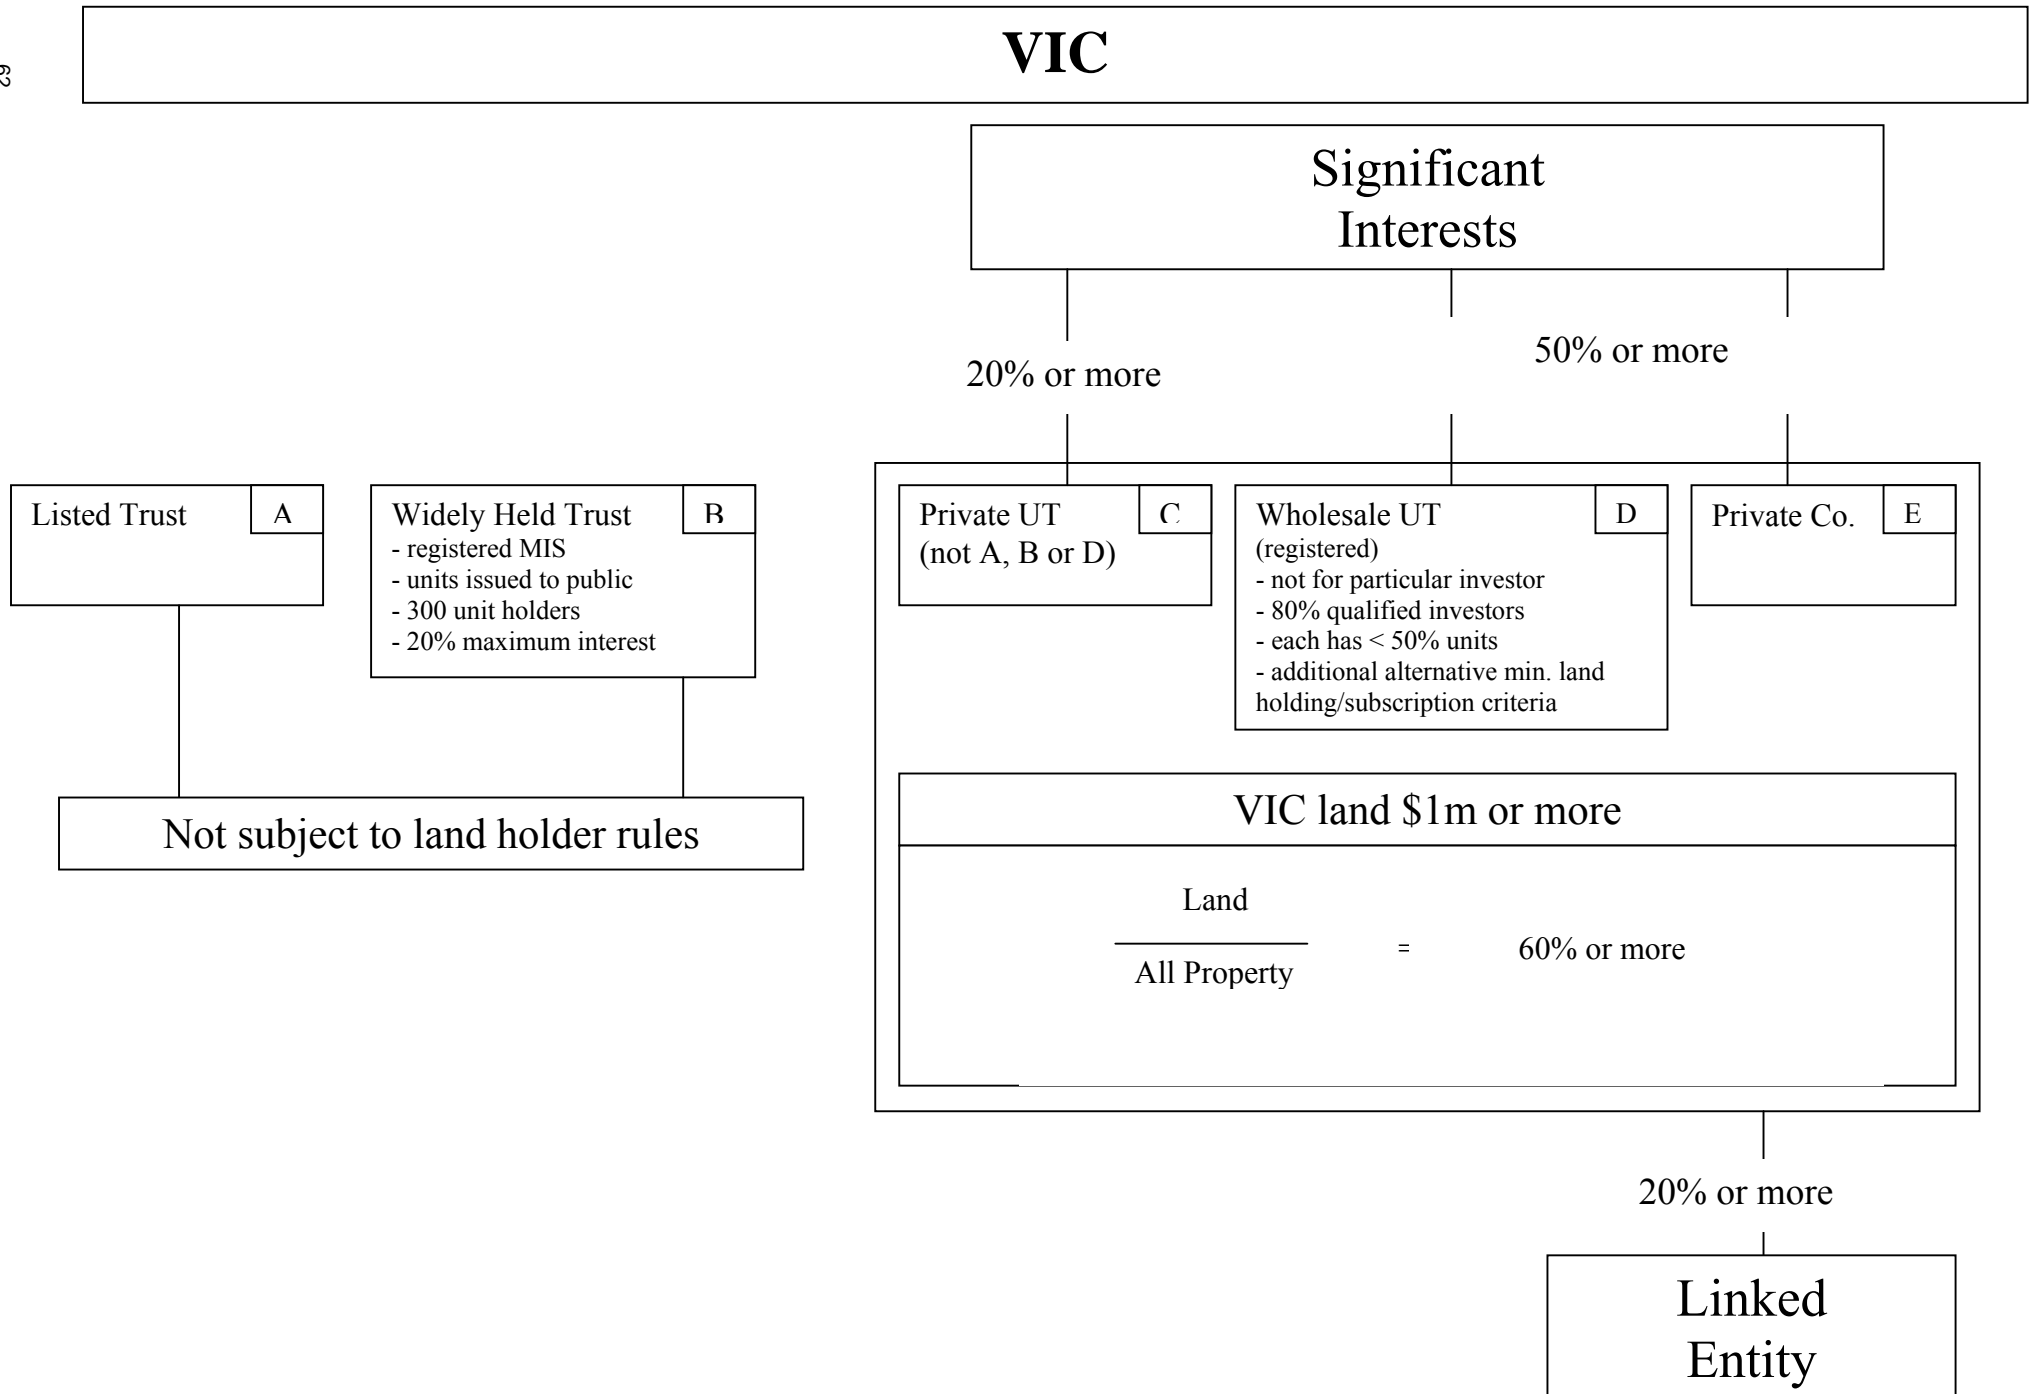 62
VIC
Significant
Interests
20% or more
50% or more
Listed Trust
A
Widely Held Trust
B
- registered MIS
- units issued to public
- 300 unit holders
- 20% maximum interest
Private UT
C
(not A, B or D)
Wholesale UT
D
(registered)
- not for particular investor
- 80% qualified investors
- each has < 50% units
- additional alternative min. land
holding/subscription criteria
Private Co.
E
Not subject to land holder rules
VIC land $1m or more
Land
All Property
=
60% or more
20% or more
Linked
Entity